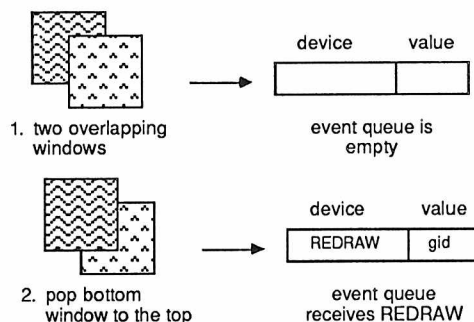 device value
1. two overlapping
windows
event queue is
empty
device value
REDRAW gid
2. pop bottom
window to the top
event queue
receives REDRAW